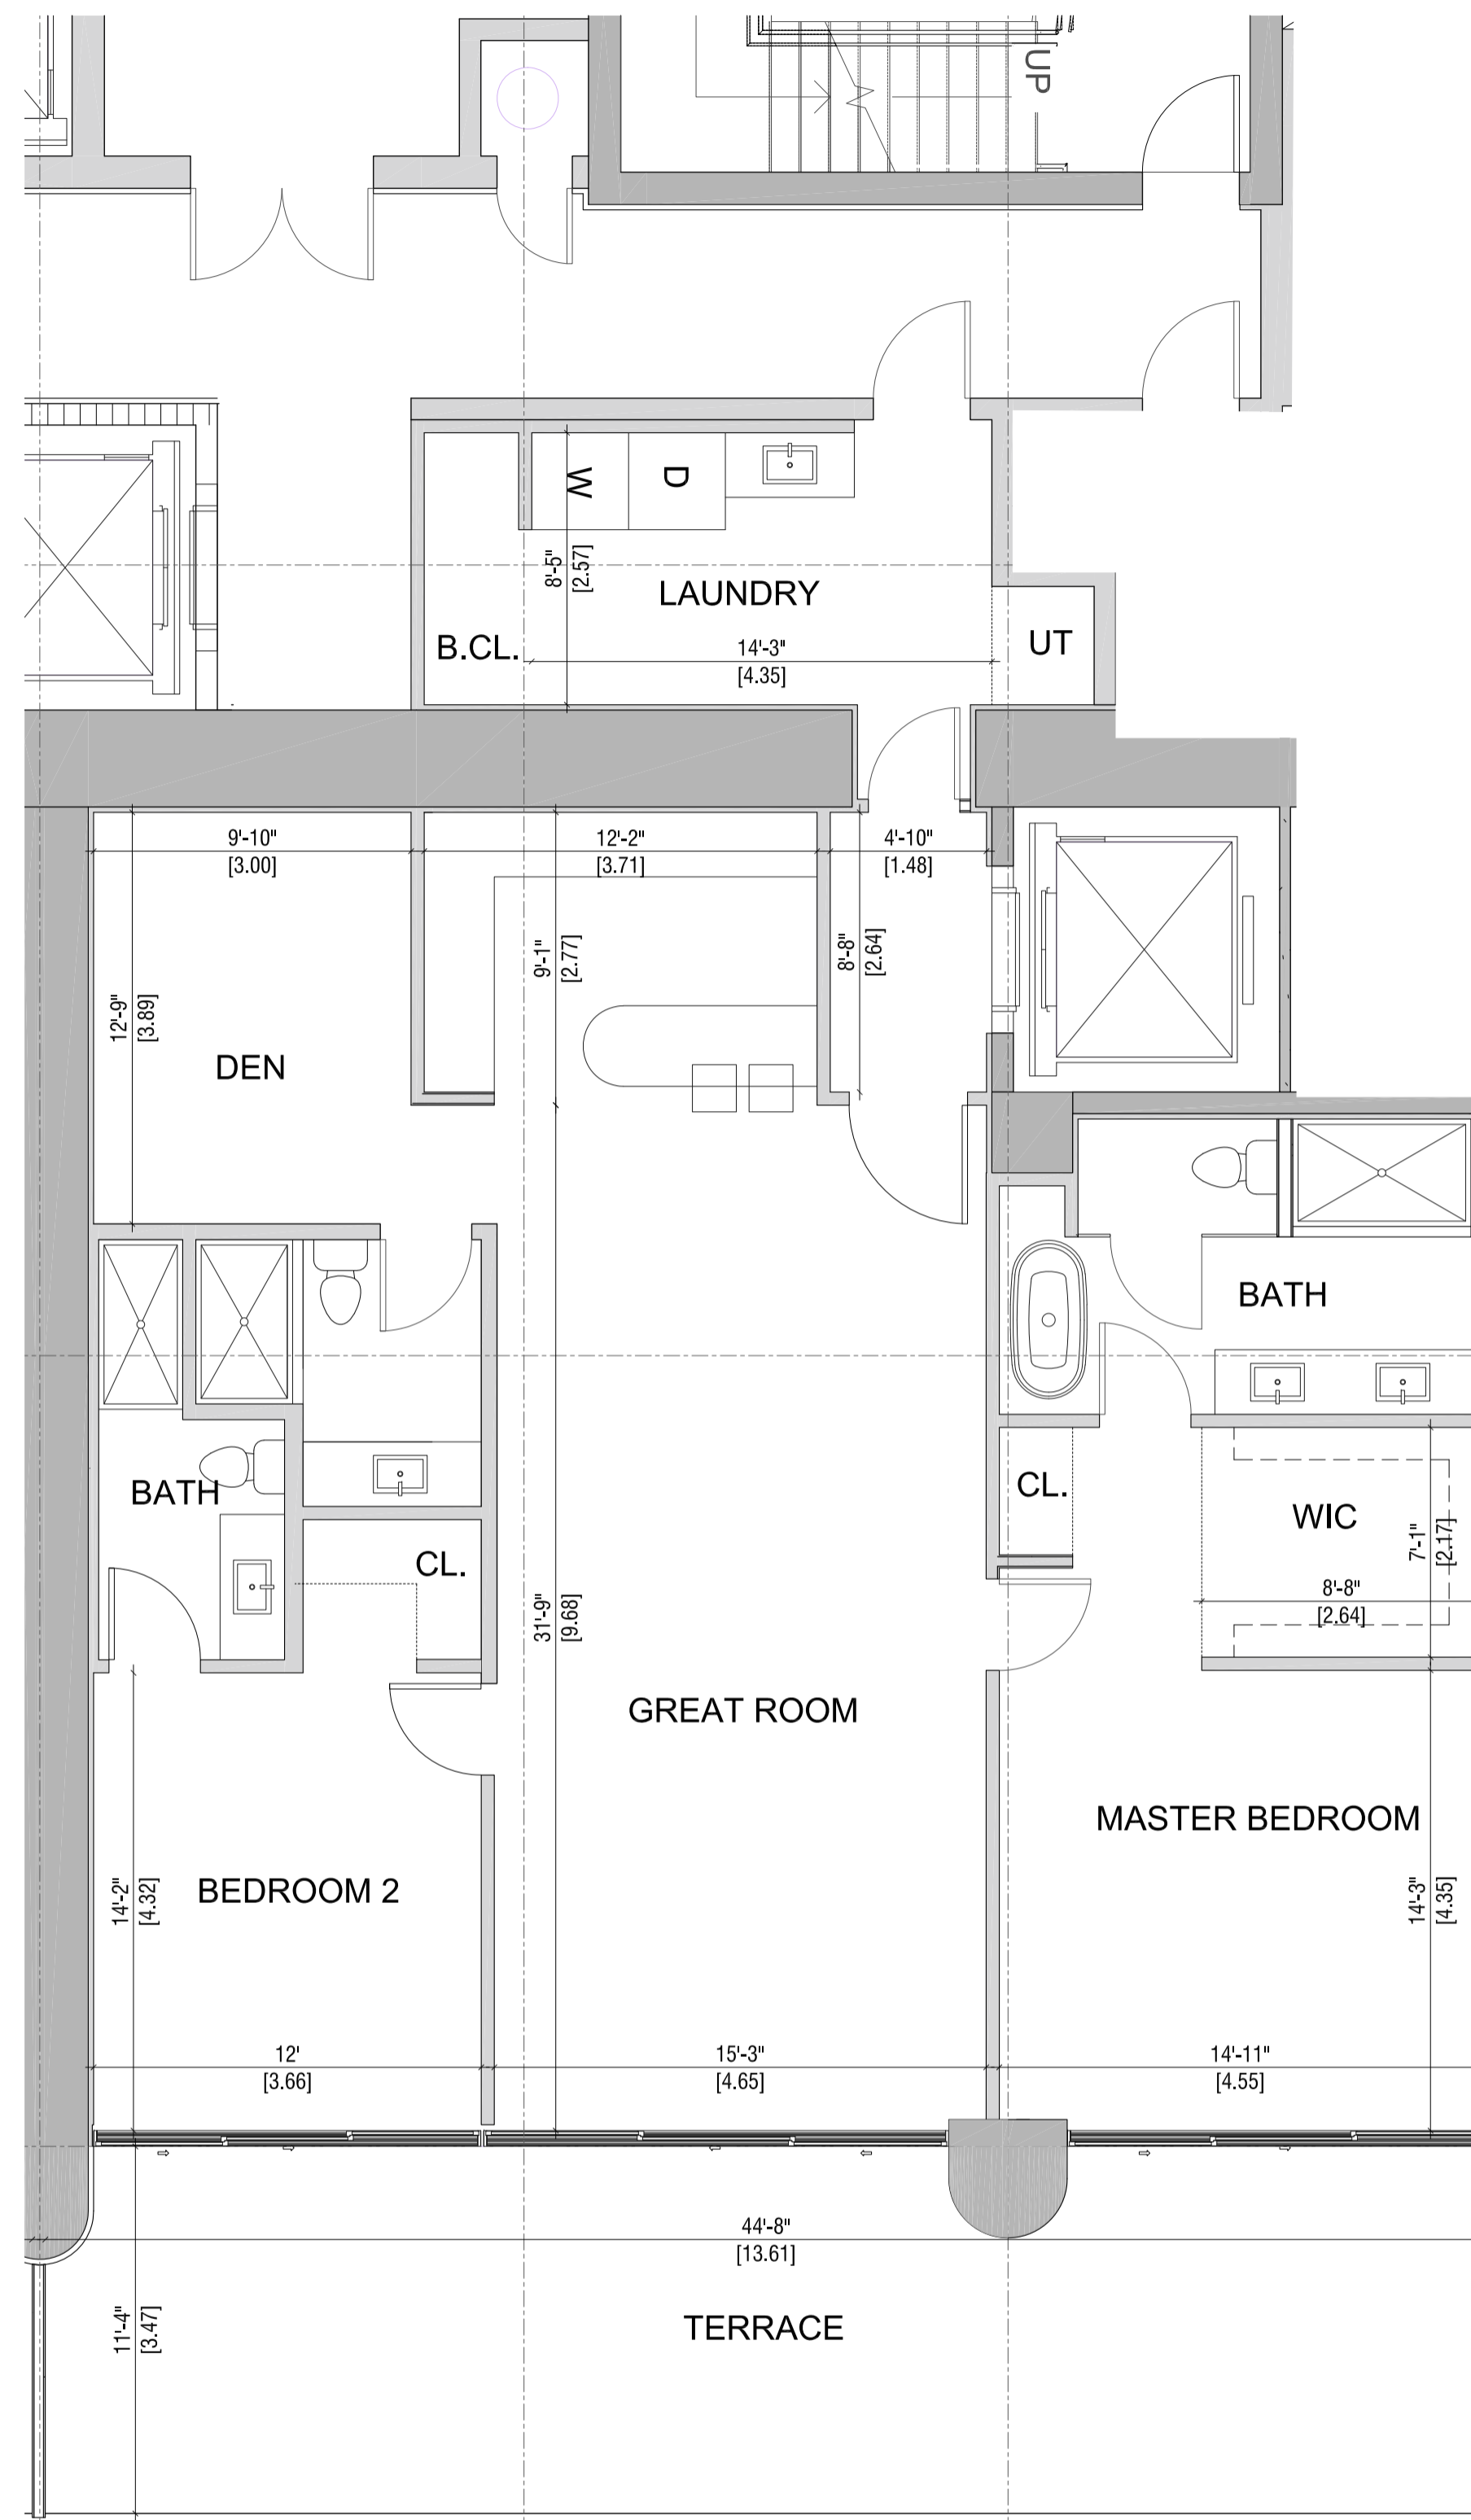 UP
W
D
8'-5"
[2.57]
LAUNDRY
B.CL.
14'-3"
[4.35]
UT
9'-10"
[3.00]
12'-2"
[3.71]
4'-10"
[1.48]
9'-1"
[2.77]
8'-8"
[2.64]
12'-9"
[3.89]
DEN
BATH
CL.
BATH
WIC
7'-1"
[2.17]
CL.
8'-8"
[2.64]
31'-9"
[9.68]
GREAT ROOM
MASTER BEDROOM
14'-2"
[4.32]
BEDROOM 2
14'-3"
[4.35]
12'
[3.66]
15'-3"
[4.65]
14'-11"
[4.55]
44'-8"
[13.61]
11'-4"
[3.47]
TERRACE